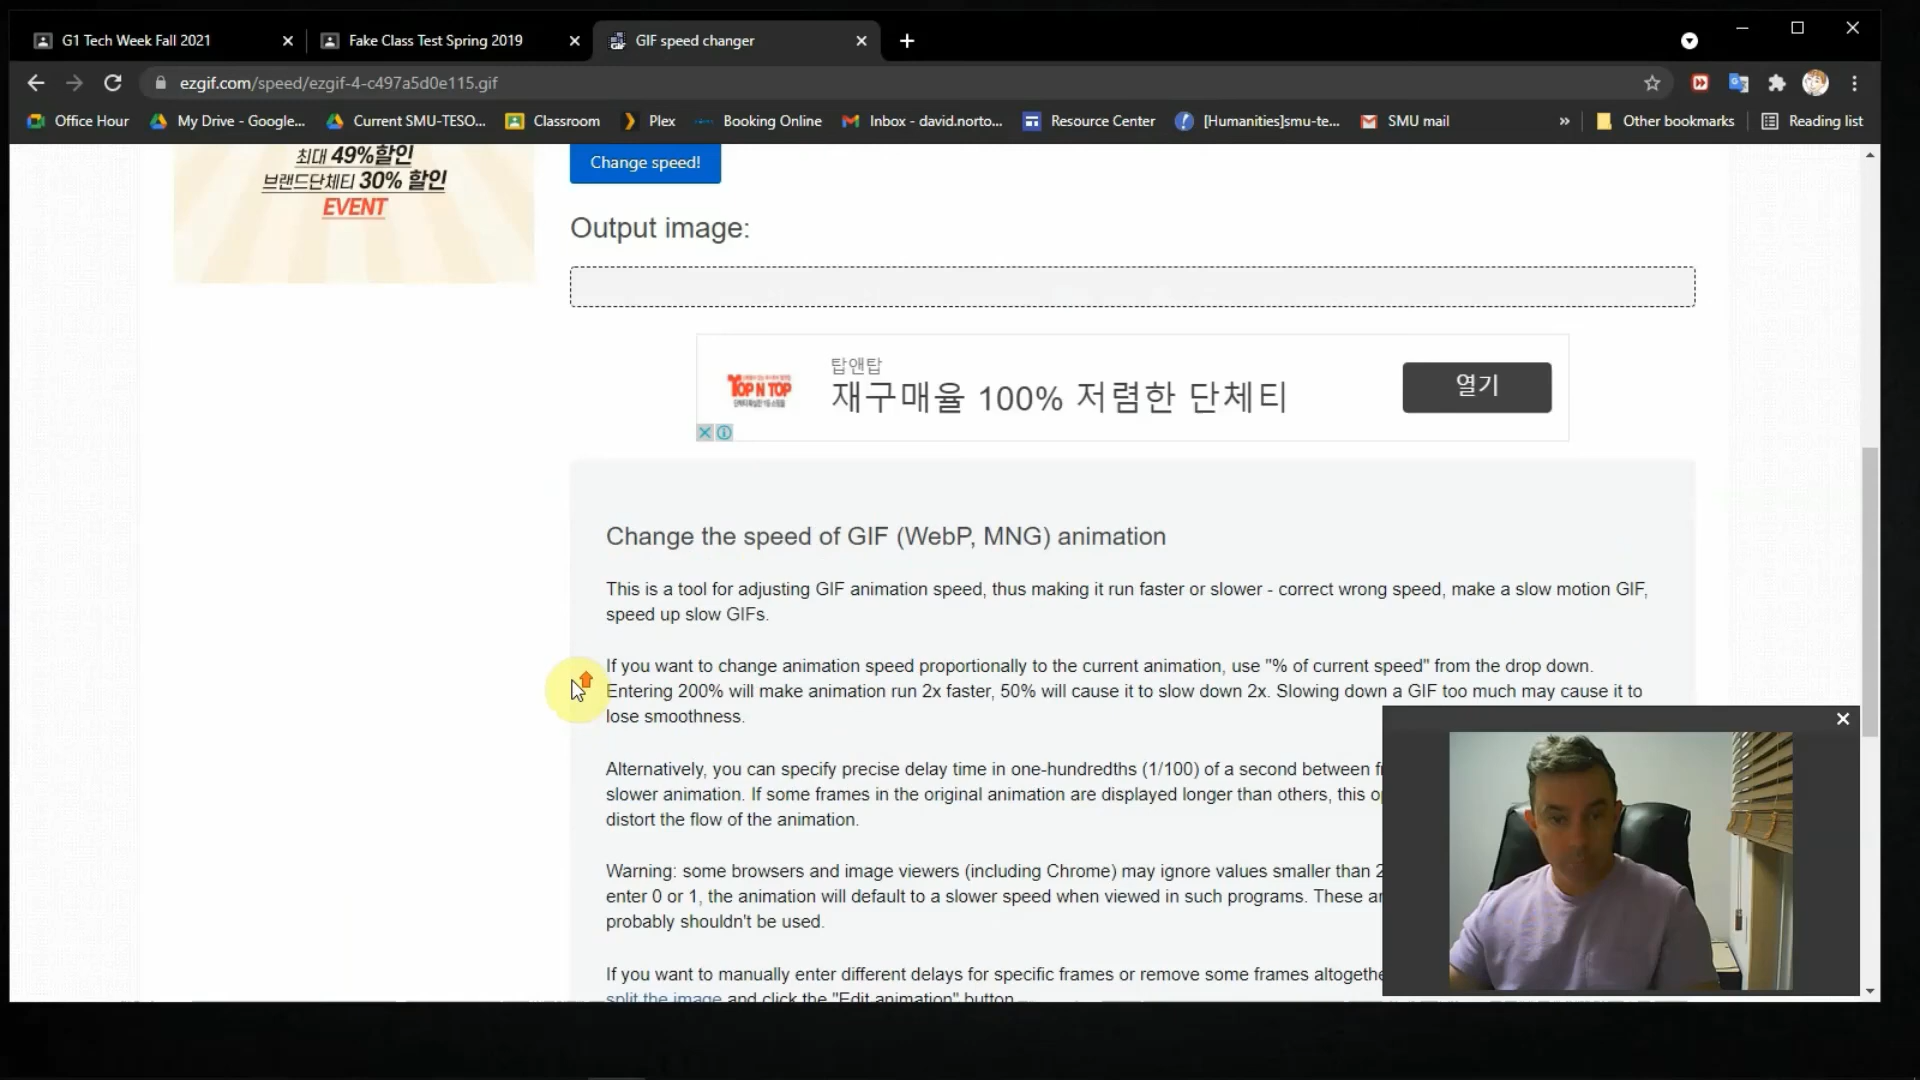 G1 Tech Week Fall 2021
Fake Class Test Spring 2019
GIF speed changer
ezgif.com/speed/ezgif-4-c497a5d0e115.gif
Office Hour
My Drive - Google...
Current SMU-TESO...
Classroom
Plex
Booking Online
Inbox - david.norto...
Resource Center
[Humanities]smu-te...
SMU mail
»
Other bookmarks
Reading list
최대 49%할인
브랜드단체티 30% 할인
EVENT
Change speed!
Output image:
TOP N TOP
탑앤탑
재구매율 100% 저렴한 단체티
열기
Change the speed of GIF (WebP, MNG) animation
This is a tool for adjusting GIF animation speed, thus making it run faster or slower - correct wrong speed, make a slow motion GIF,
speed up slow GIFs.
If you want to change animation speed proportionally to the current animation, use "% of current speed" from the drop down.
Entering 200% will make animation run 2x faster, 50% will cause it to slow down 2x. Slowing down a GIF too much may cause it to
lose smoothness.
Alternatively, you can specify precise delay time in one-hundredths (1/100) of a second between
slower animation. If some frames in the original animation are displayed longer than others, this
distort the flow of the animation.
Warning: some browsers and image viewers (including Chrome) may ignore values smaller than 2
enter 0 or 1, the animation will default to a slower speed when viewed in such programs. These
probably shouldn't be used.
If you want to manually enter different delays for specific frames or remove some frames
split the image and click the "Edit animation" button